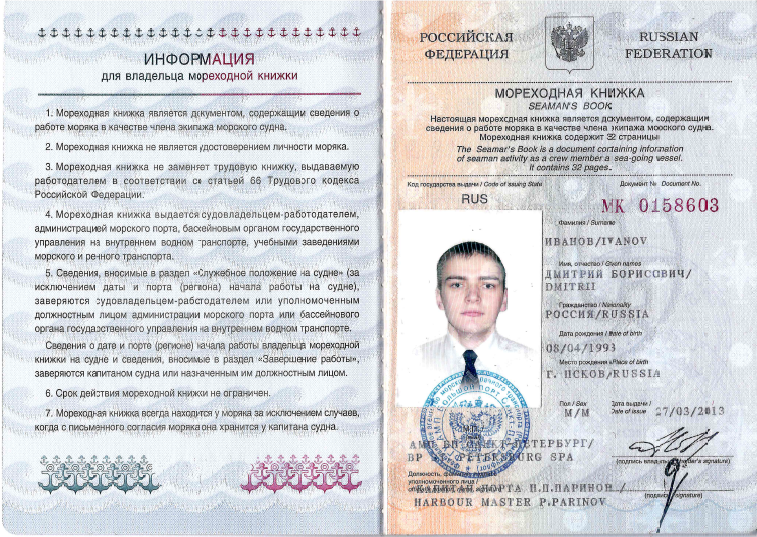 ИНФОРМАЦИЯ
для владельца мореходной книжки
1. Мореходная книжка является документом, содержащим сведения о
работе моряка в качестве члена экипажа морского судна.
2. Мореходная книжка не является удостоверением личности моряка.
3. Мореходная книжка не заменяет трудовую книжку, выдаваемую
работодателем в соответствии со статьей 66 Трудового кодекса
Российской Федерации.
4. Мореходная книжка выдается судовладельцем-работодателем,
администрацией морского порта, бассейновым органом государственного
управления на внутреннем водном транспорте, учебными заведениями
морского и речного транспорта.
5. Сведения, вносимые в раздел «Служебное положение на судне» (за
исключением даты и порта (региона) начала работы на судне),
заверяются судовладельцем-работодателем или уполномоченным
должностным лицом администрации морского порта или бассейного
органа государственного управления на внутреннем водном транспорте.
Сведения о дате и порте (регионе) начала работы владельца мореходной
книжки на судне и сведения, вносимые в раздел «Завершение работы»,
заверяются капитаном судна или назначенным им должностным лицом.
6. Срок действия мореходной книжки не ограничен.
7. Мореходная книжка всегда находится у моряка за исключением случаев,
когда с письменного согласия моряка она хранится у капитана судна.
РОССИЙСКАЯ
ФЕДЕРАЦИЯ
RUSSIAN
FEDERATION
МОРЕХОДНАЯ КНИЖКА
SEAMAN'S BOOK
Настоящая мореходная книжка является документом, содержащим
сведения о работе моряка в качестве члена экипажа морского судна.
Мореходная книжка содержит 32 страницы
The Seaman's Book is a document containing information
of seaman activity as a crew member a sea-going vessel.
It contains 32 pages.
Код государства выдачи / Code of issuing State
Документ № Document No.
RUS
МК 0158603
Фамилия / Surname
ИВАНОВ/IVANOV
Имя, отчество / Given names
ДМИТРИЙ БОРИСОВИЧ/
DMITRII
Гражданство / Nationality
РОССИЯ/RUSSIA
Дата рождения / Date of birth
08/04/1993
Место рождения / Place of birth
Г. ПСКОВ/RUSSIA
Пол / Sex
Дата выдачи /
Date of issue
М/M
27/03/2013
САНКТ-ПЕТЕРБУРГ/
ST. PETERSBURG SPA
(подпись владельца / holder's signature)
Должность,
уполномоченного лица /
КАПИТАН ПОРТА П.П.ПАРИНОВ /
HARBOUR MASTER P.PARINOV
(подпись / signature)